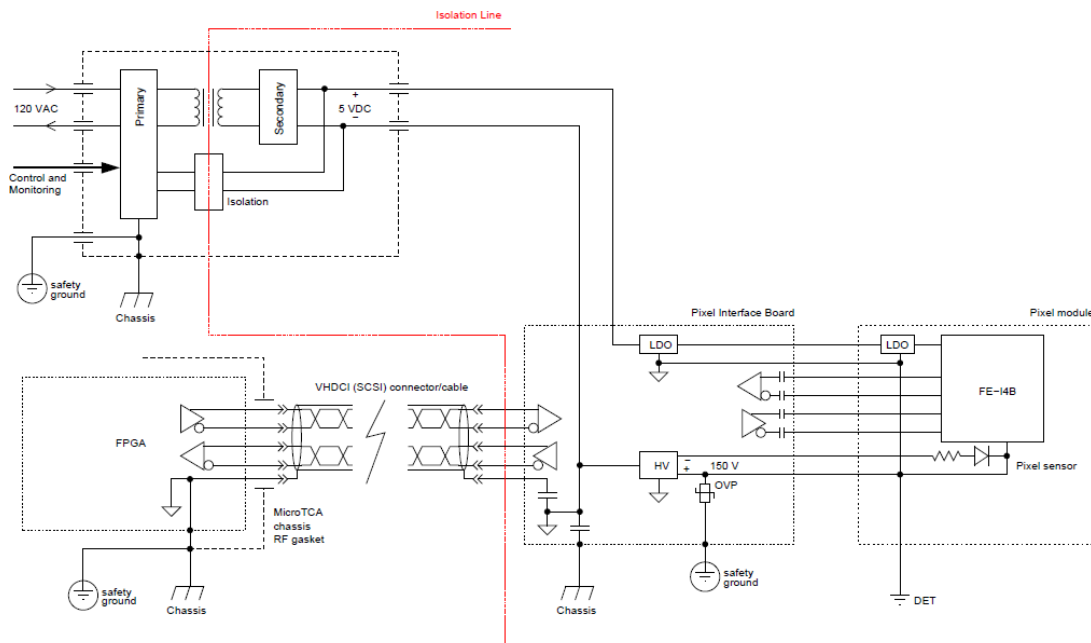 Isolation Line
120 VAC
Primary
Secondary
+
5 VDC
−
Control and
Monitoring
Isolation
safety
ground
Chassis
Pixel Interface Board
Pixel module
LDO
LDO
VHDCI (SCSI) connector/cable
FPGA
FE−I4B
HV
−
+
150 V
OVP
Pixel sensor
MicroTCA
chassis
RF gasket
safety
ground
Chassis
Chassis
safety
ground
DET